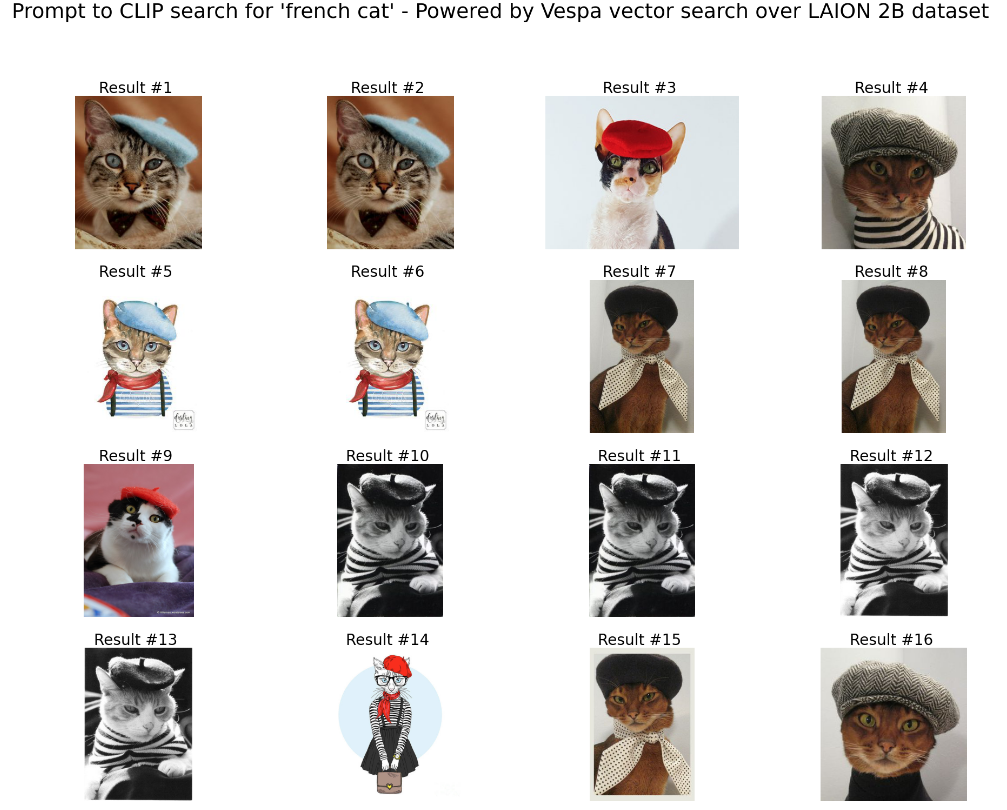 Prompt to CLIP search for 'french cat' - Powered by Vespa vector search over LAION 2B dataset
Result #1
Result #2
Result #3
Result #4
Result #5
Result #6
Result #7
Result #8
Result #9
Result #10
Result #11
Result #12
Result #13
Result #14
Result #15
Result #16